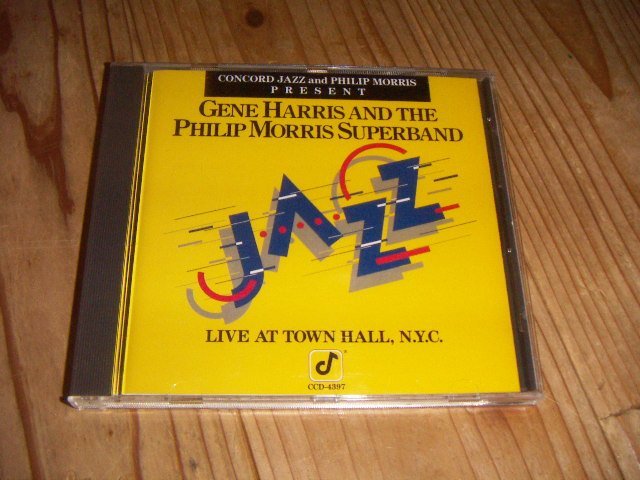 CONCORD JAZZ and PHILIP MORRIS
PRESENT
GENE HARRIS AND THE
PHILIP MORRIS SUPERBAND
JAZZ
LIVE AT TOWN HALL, N.Y.C.
CCD-4397